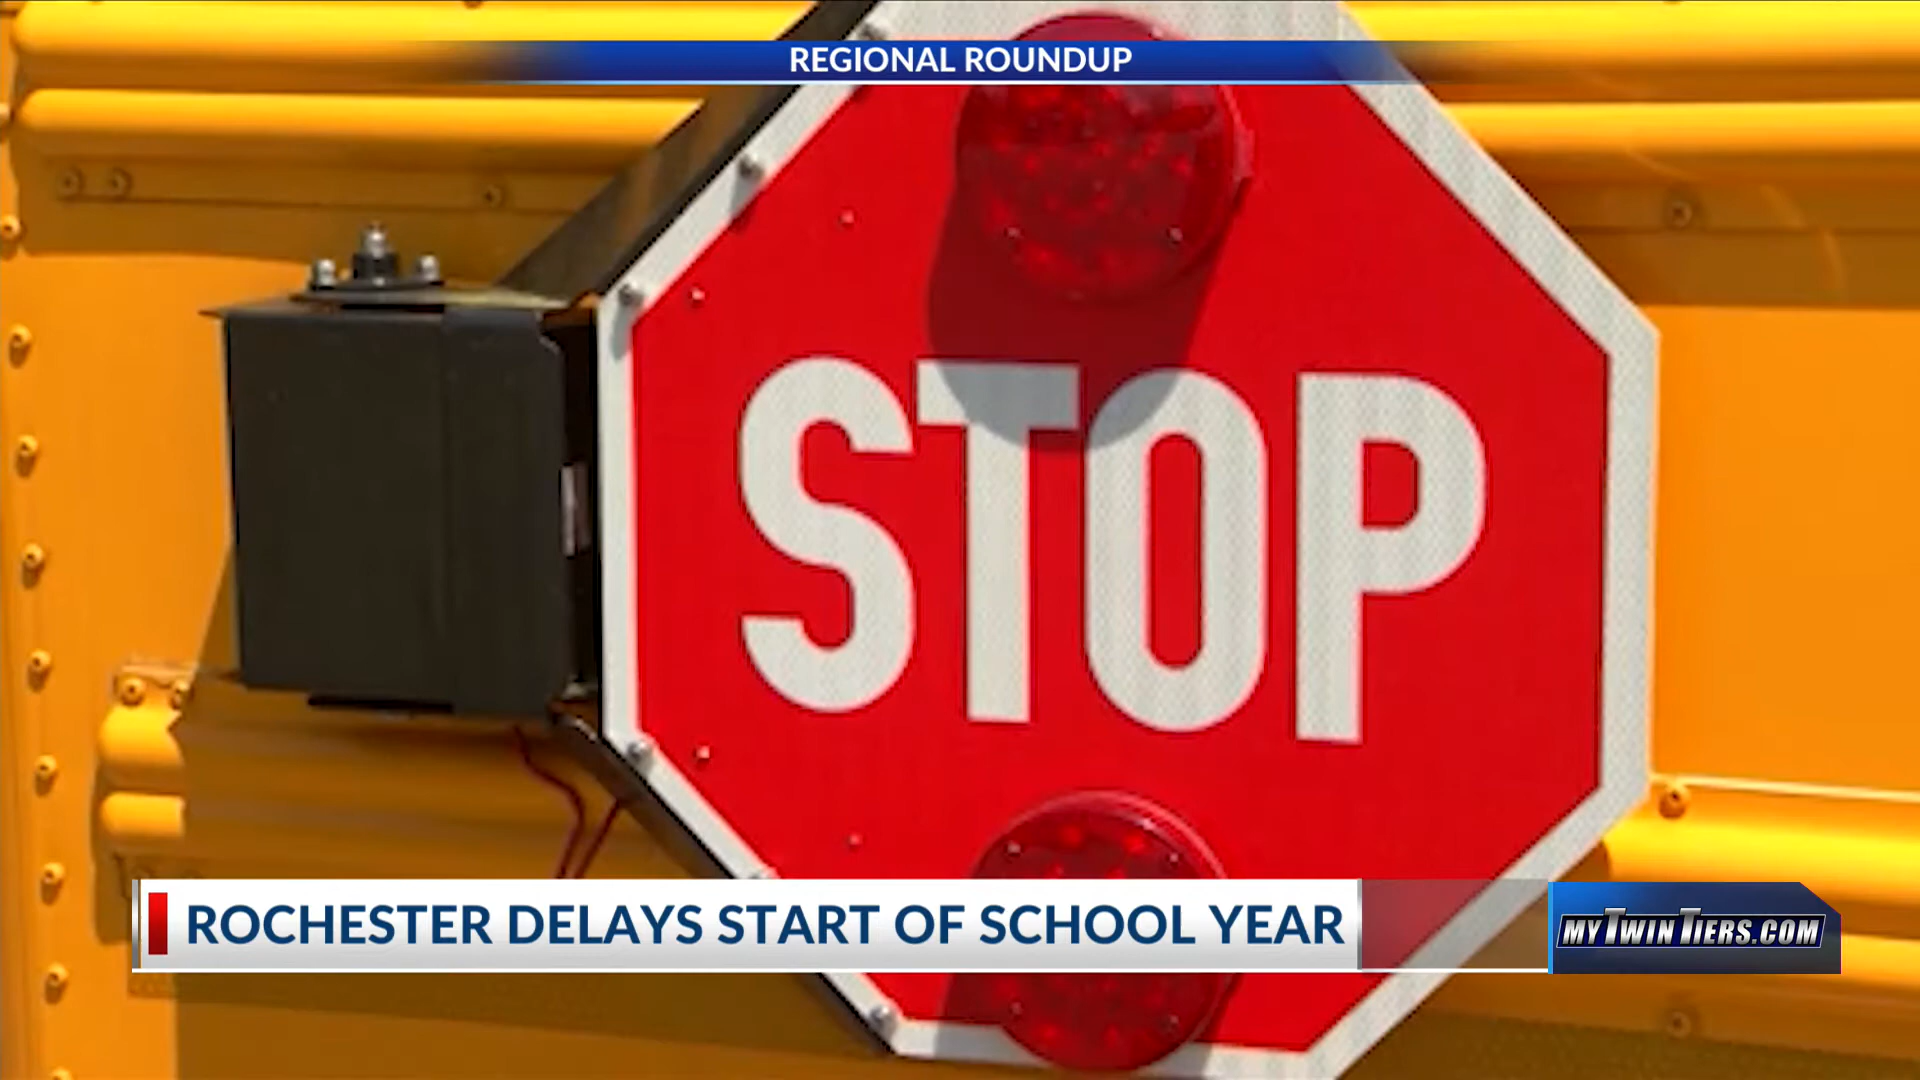 REGIONAL ROUNDUP
STOP
ROCHESTER DELAYS START OF SCHOOL YEAR
MYTWINTIERS.COM